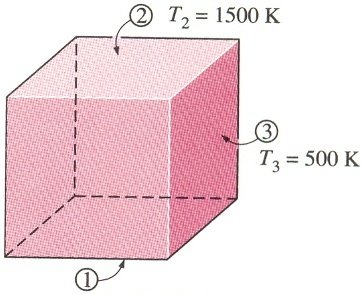 ② T₂ = 1500 K
③
T₃ = 500 K
①